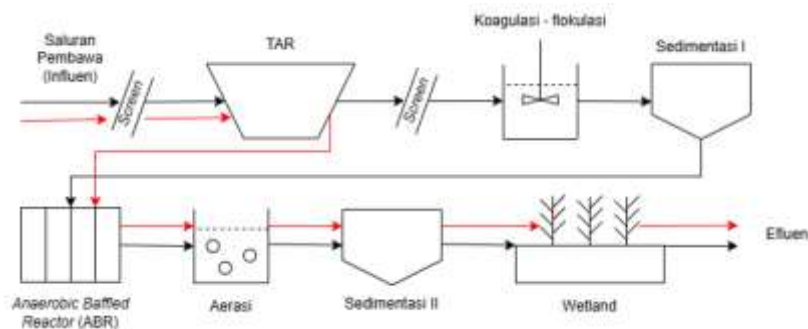 Saluran
Pembawa
(Influen)
Screen
TAR
Screen
Koagulasi - flokulasi
Sedimentasi I
Anaerobic Baffled
Reactor (ABR)
Aerasi
Sedimentasi II
Wetland
Efluen